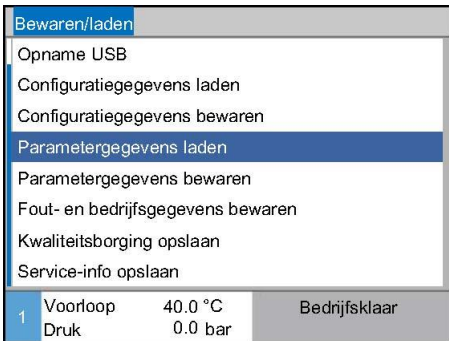 Bewaren/laden
Opname USB
Configuratiegegevens laden
Configuratiegegevens bewaren
Parametergegevens laden
Parametergegevens bewaren
Fout- en bedrijfsgegevens bewaren
Kwaliteitsborging opslaan
Service-info opslaan
1 Voorloop 40.0 °C Bedrijfsklaar
Druk 0.0 bar